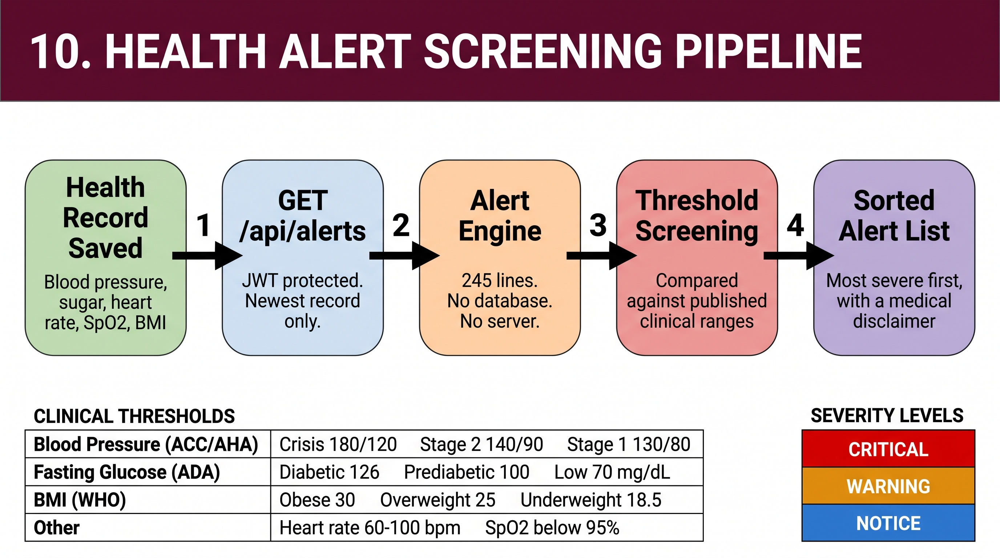 10. HEALTH ALERT SCREENING PIPELINE
Health
Record
Saved
Blood pressure,
sugar, heart
rate, SpO2, BMI
1
GET
/api/alerts
JWT protected.
Newest record
only.
2
Alert
Engine
245 lines.
No database.
No server.
3
Threshold
Screening
Compared
against published
clinical ranges
4
Sorted
Alert List
Most severe first,
with a medical
disclaimer
CLINICAL THRESHOLDS
Blood Pressure (ACC/AHA) Crisis 180/120 Stage 2 140/90 Stage 1 130/80
Fasting Glucose (ADA) Diabetic 126 Prediabetic 100 Low 70 mg/dL
BMI (WHO) Obese 30 Overweight 25 Underweight 18.5
Other Heart rate 60-100 bpm SpO2 below 95%
SEVERITY LEVELS
CRITICAL
WARNING
NOTICE